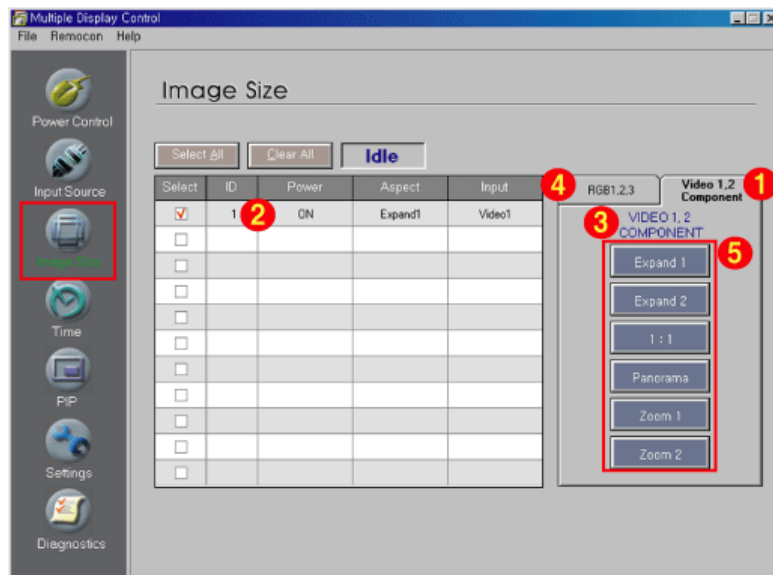 Multiple Display Control
File Remocon Help
Power Control
Input Source
Image Size
Time
PIP
Settings
Diagnostics
Image Size
Select All Clear All Idle
Select ID Power Aspect Input
1 2 ON Expand1 Video1
4 RGB1,2,3 Video 1,2 Component 1
3 VIDEO 1, 2
COMPONENT
5
Expand 1
Expand 2
1 : 1
Panorama
Zoom 1
Zoom 2